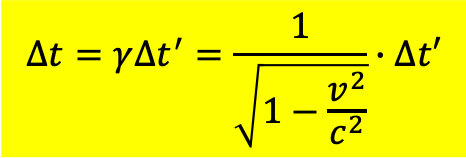 Δt = γΔt′ = 1 / √(1 − v²/c²) · Δt′